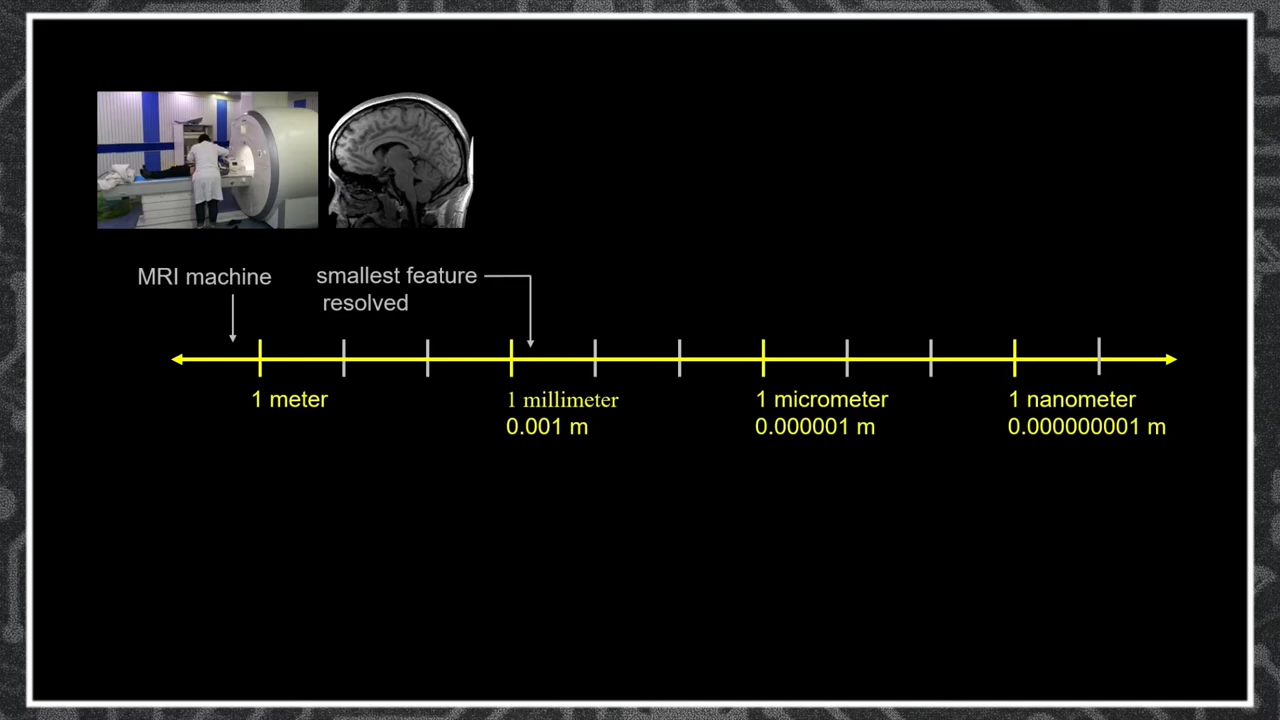 MRI machine
smallest feature
resolved
1 meter
1 millimeter
0.001 m
1 micrometer
0.000001 m
1 nanometer
0.000000001 m